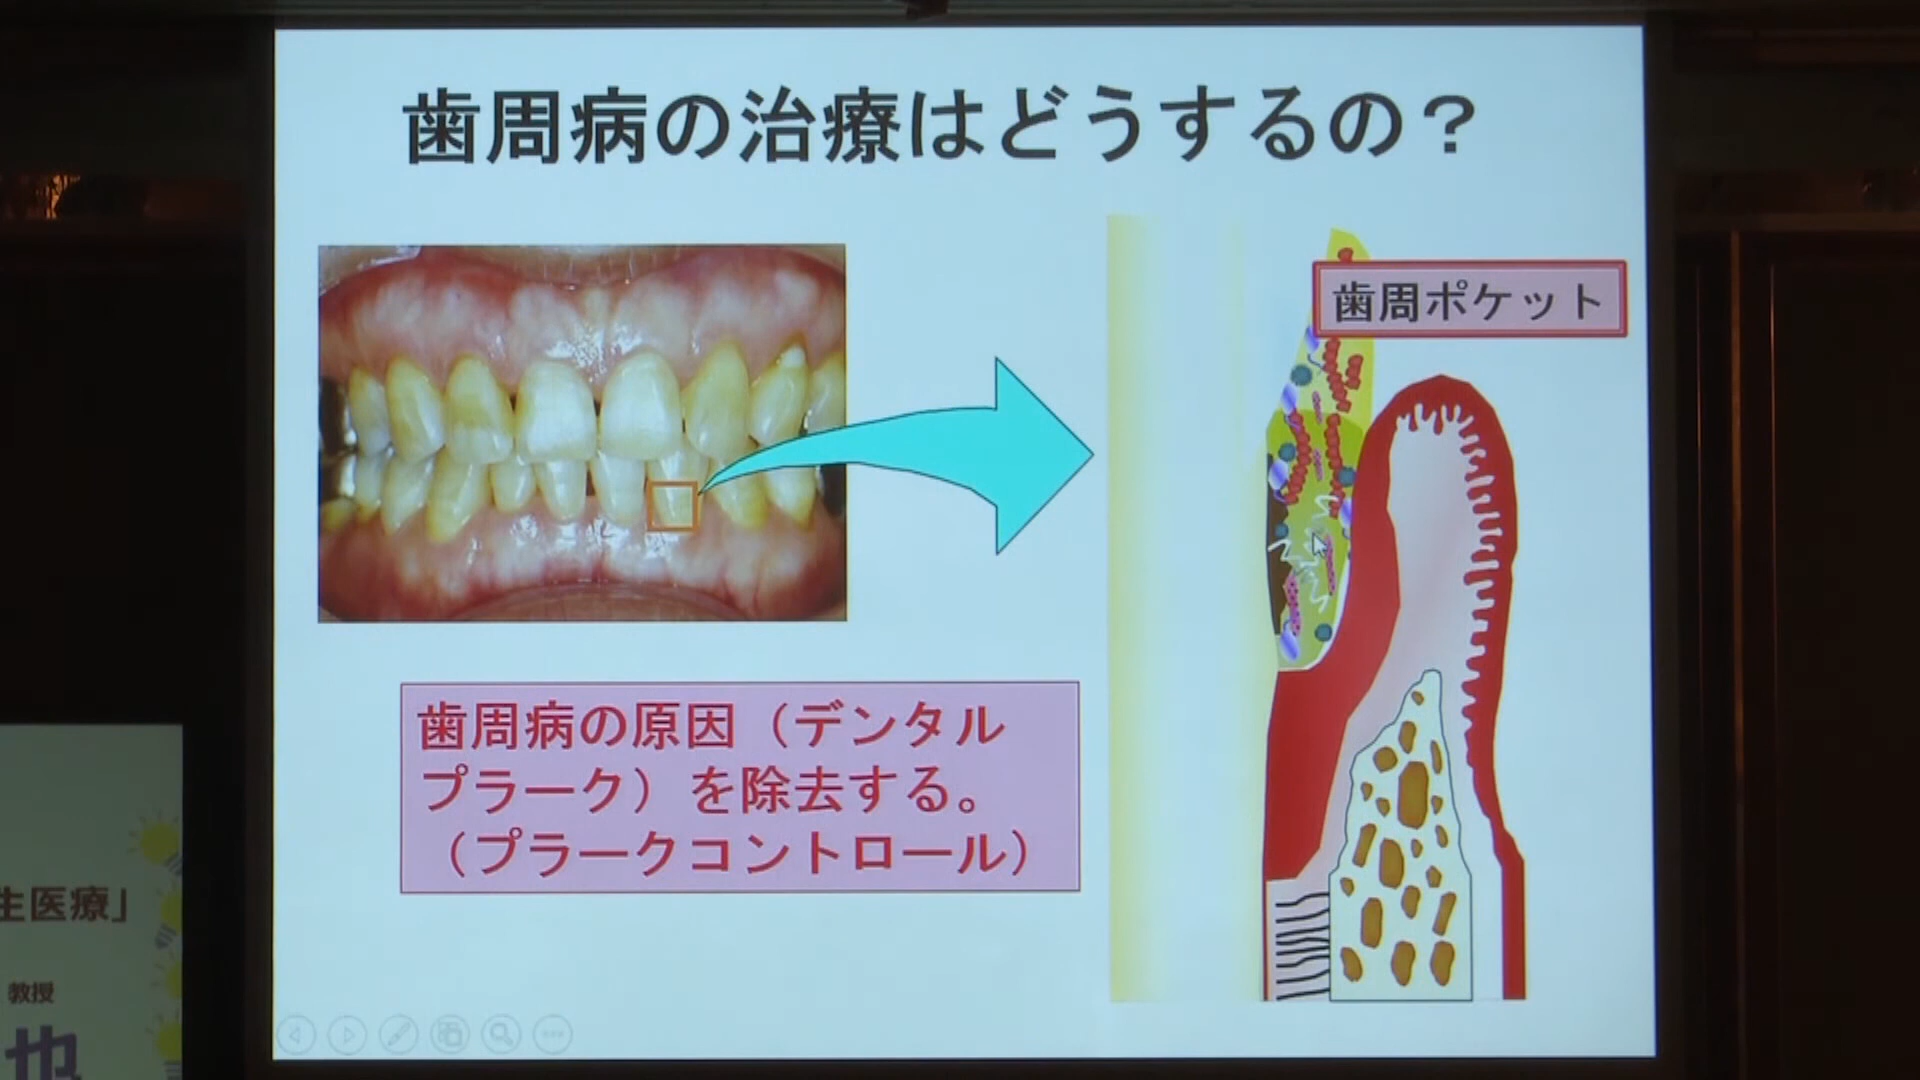 歯周病の治療はどうするの？
歯周ポケット
歯周病の原因（デンタル
プラーク）を除去する。
（プラークコントロール）
生医療」
教授
也